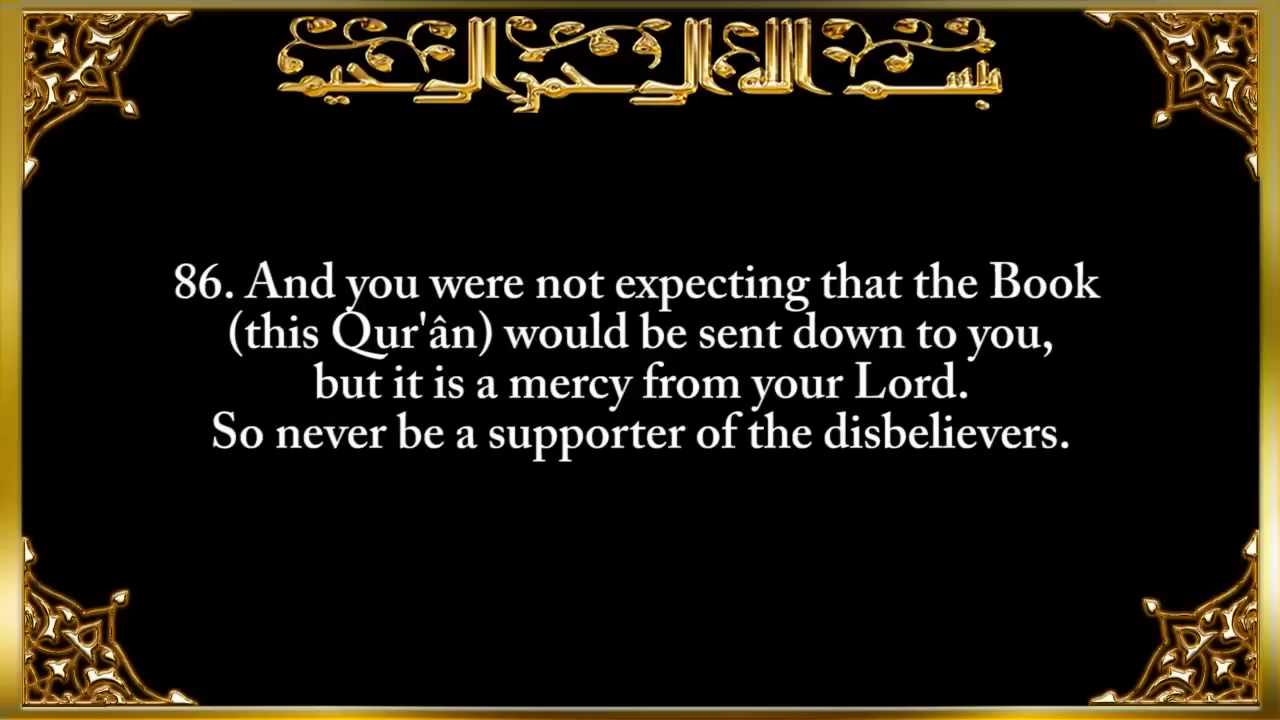 بسم الله الرحمن الرحيم
86. And you were not expecting that the Book
(this Qur'ân) would be sent down to you,
but it is a mercy from your Lord.
So never be a supporter of the disbelievers.